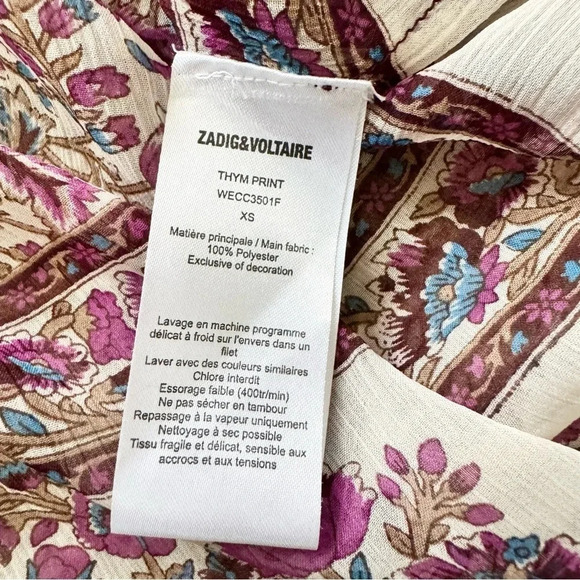 ZADIG&VOLTAIRE
THYM PRINT
WECC3501F
XS
Matière principale / Main fabric :
100% Polyester
Exclusive of decoration
Lavage en machine programme
délicat à froid sur l'envers dans un
filet
Laver avec des couleurs similaires
Chlore interdit
Essorage faible (400tr/min)
Ne pas sécher en tambour
Repassage à la vapeur uniquement
Nettoyage à sec possible
Tissu fragile et délicat, sensible aux
accrocs et aux tensions